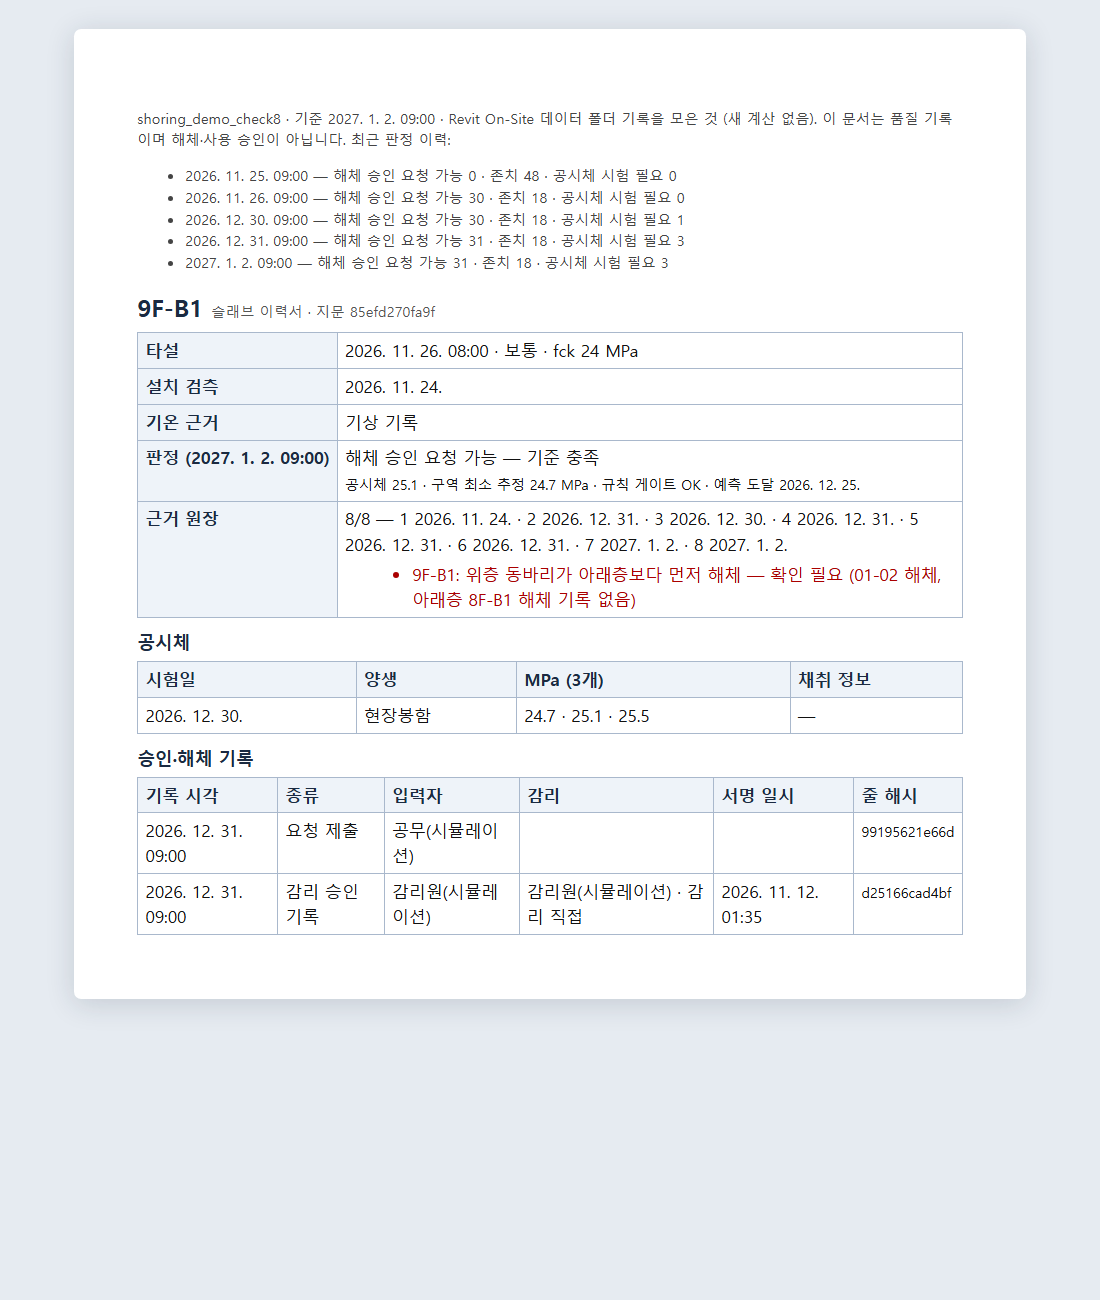 shoring_demo_check8 · 기준 2027. 1. 2. 09:00 · Revit On-Site 데이터 폴더 기록을 모은 것 (새 계산 없음). 이 문서는 품질 기록
이며 해체·사용 승인이 아닙니다. 최근 판정 이력:
• 2026. 11. 25. 09:00 — 해체 승인 요청 가능 0 · 존치 48 · 공시체 시험 필요 0
• 2026. 11. 26. 09:00 — 해체 승인 요청 가능 30 · 존치 18 · 공시체 시험 필요 0
• 2026. 12. 30. 09:00 — 해체 승인 요청 가능 30 · 존치 18 · 공시체 시험 필요 1
• 2026. 12. 31. 09:00 — 해체 승인 요청 가능 31 · 존치 18 · 공시체 시험 필요 3
• 2027. 1. 2. 09:00 — 해체 승인 요청 가능 31 · 존치 18 · 공시체 시험 필요 3
9F-B1 슬래브 이력서 · 지문 85efd270fa9f
타설 2026. 11. 26. 08:00 · 보통 · fck 24 MPa
설치 검측 2026. 11. 24.
기온 근거 기상 기록
판정 (2027. 1. 2. 09:00) 해체 승인 요청 가능 — 기준 충족
공시체 25.1 · 구역 최소 추정 24.7 MPa · 규칙 게이트 OK · 예측 도달 2026. 12. 25.
근거 원장 8/8 — 1 2026. 11. 24. · 2 2026. 12. 31. · 3 2026. 12. 30. · 4 2026. 12. 31. · 5
2026. 12. 31. · 6 2026. 12. 31. · 7 2027. 1. 2. · 8 2027. 1. 2.
• 9F-B1: 위층 동바리가 아래층보다 먼저 해체 — 확인 필요 (01-02 해체,
아래층 8F-B1 해체 기록 없음)
공시체
시험일 양생 MPa (3개) 채취 정보
2026. 12. 30. 현장봉함 24.7 · 25.1 · 25.5 —
승인·해체 기록
기록 시각 종류 입력자 감리 서명 일시 줄 해시
2026. 12. 31. 요청 제출 공무(시뮬레이 99195621e66d
09:00 션)
2026. 12. 31. 감리 승인 감리원(시뮬레 감리원(시뮬레이션) · 감 2026. 11. 12. d25166cad4bf
09:00 기록 이션) 리 직접 01:35